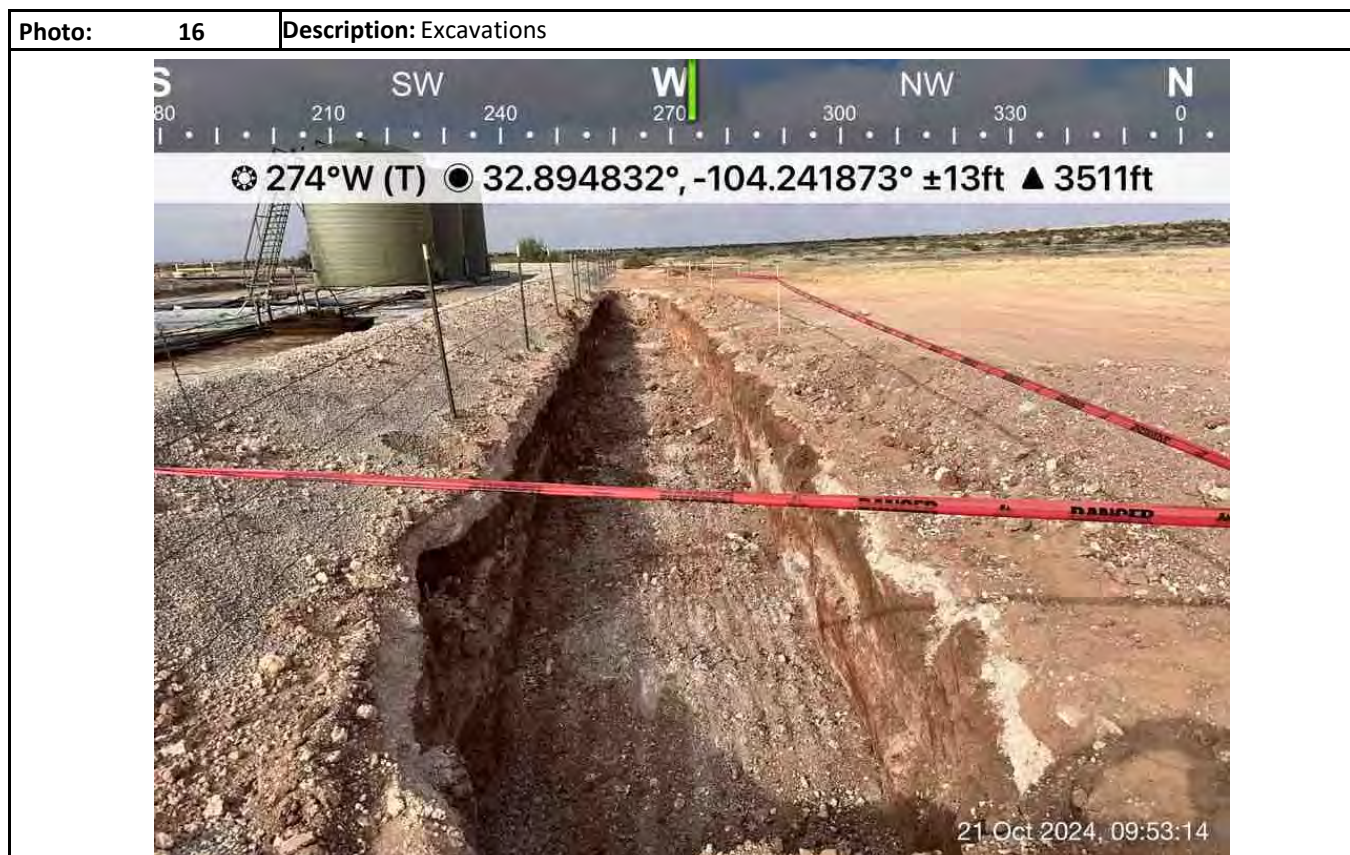 Photo: 16 Description: Excavations
S SW W NW N
80 210 240 270 300 330 0
274°W (T) 32.894832°, -104.241873° ±13ft ▲ 3511ft
DANGER DANGER
21 Oct 2024, 09:53:14